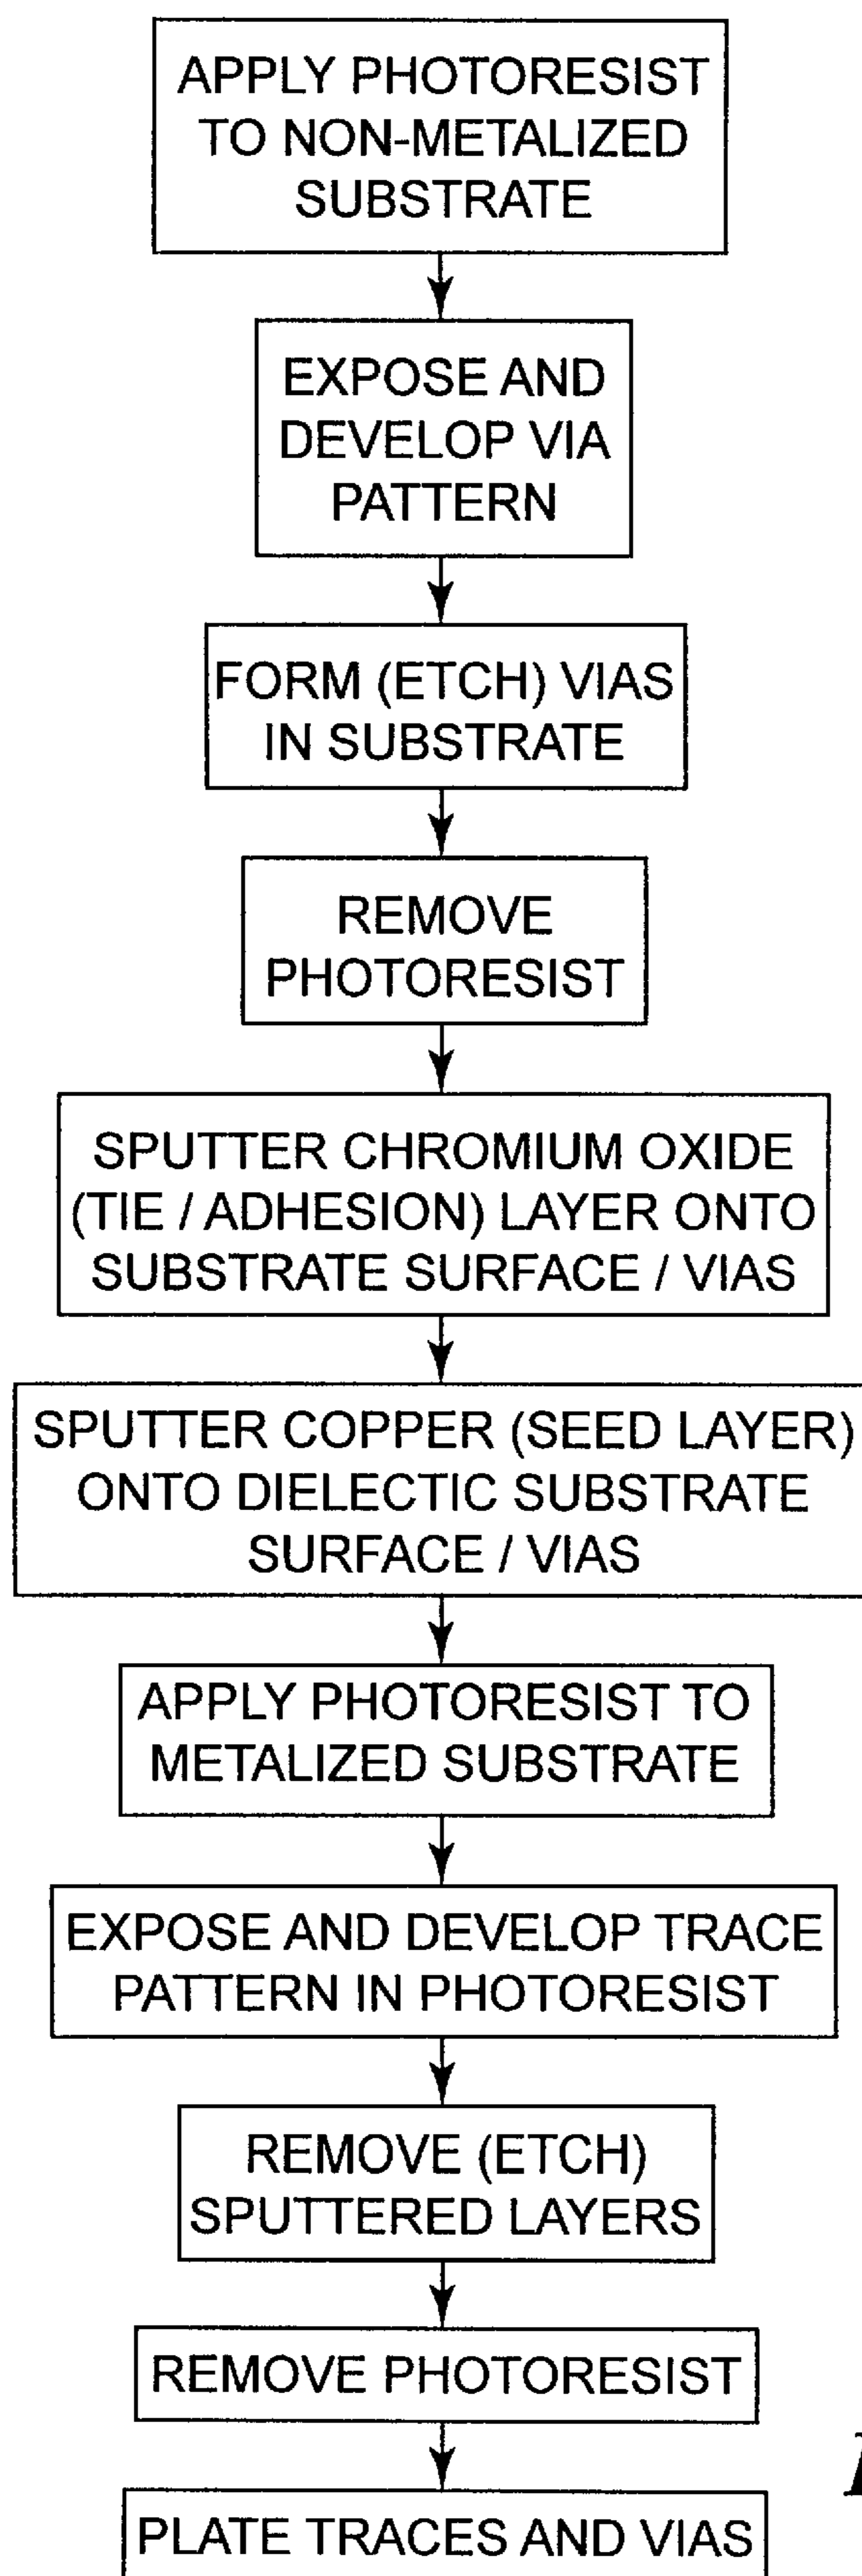 APPLY PHOTORESIST
TO NON-METALIZED
SUBSTRATE
EXPOSE AND
DEVELOP VIA
PATTERN
FORM (ETCH) VIAS
IN SUBSTRATE
REMOVE
PHOTORESIST
SPUTTER CHROMIUM OXIDE
(TIE / ADHESION) LAYER ONTO
SUBSTRATE SURFACE / VIAS
SPUTTER COPPER (SEED LAYER)
ONTO DIELECTIC SUBSTRATE
SURFACE / VIAS
APPLY PHOTORESIST TO
METALIZED SUBSTRATE
EXPOSE AND DEVELOP TRACE
PATTERN IN PHOTORESIST
REMOVE (ETCH)
SPUTTERED LAYERS
REMOVE PHOTORESIST
PLATE TRACES AND VIAS